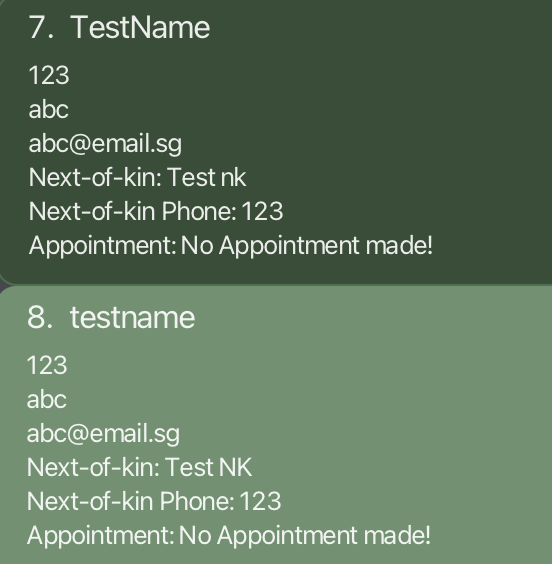 7. TestName
123
abc
abc@email.sg
Next-of-kin: Test nk
Next-of-kin Phone: 123
Appointment: No Appointment made!
8. testname
123
abc
abc@email.sg
Next-of-kin: Test NK
Next-of-kin Phone: 123
Appointment: No Appointment made!